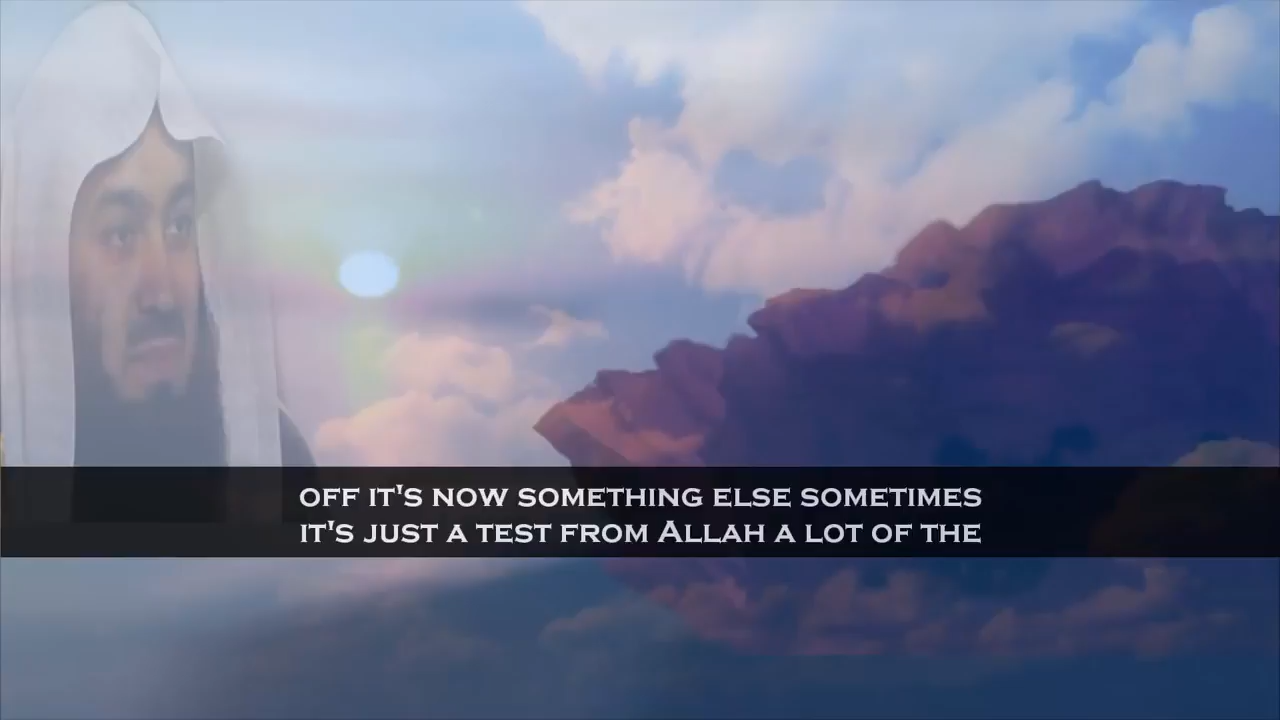 OFF IT'S NOW SOMETHING ELSE SOMETIMES
IT'S JUST A TEST FROM ALLAH A LOT OF THE